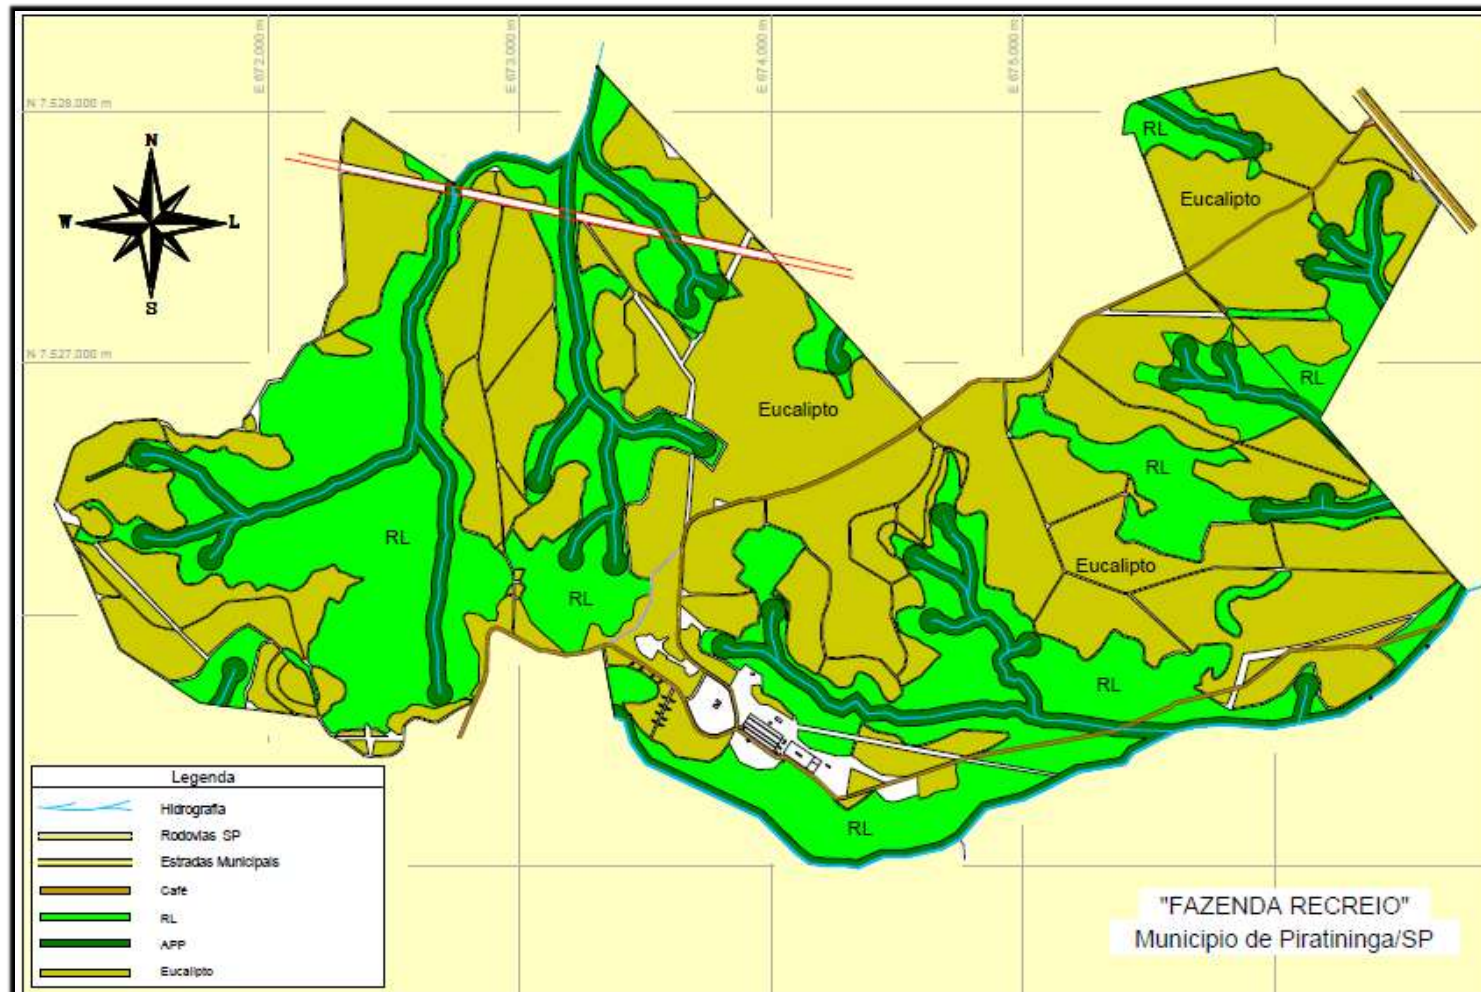 E 672.000 m
E 673.000 m
E 674.000 m
E 675.000 m
N 7.528.000 m
N
W
L
S
RL
Eucalipto
N 7.527.000 m
RL
Eucalipto
RL
RL
Eucalipto
RL
RL
RL
Legenda
Hidrografia
Rodovias SP
Estradas Municipais
Café
RL
APP
Eucalipto
"FAZENDA RECREIO"
Municipio de Piratininga/SP